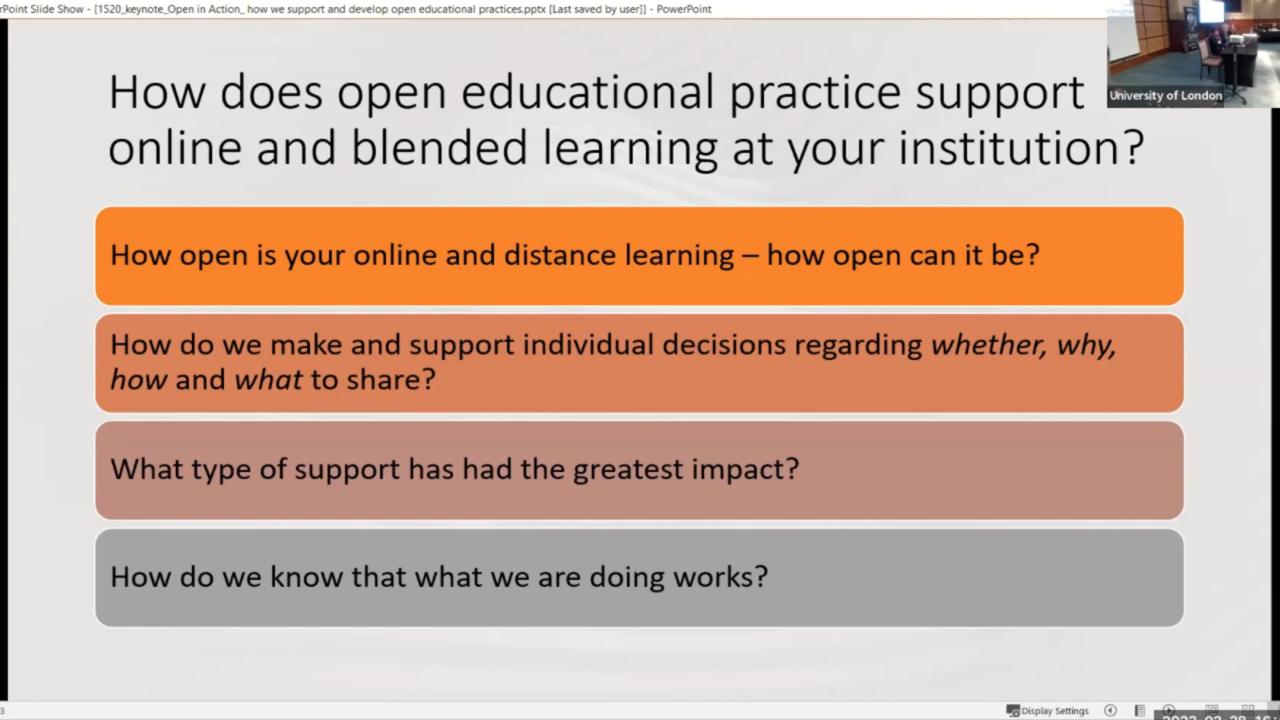 rPoint Slide Show - [1520_keynote_Open in Action_ how we support and develop open educational practices.pptx [Last saved by user]] - PowerPoint
University of London
How does open educational practice support
online and blended learning at your institution?
How open is your online and distance learning – how open can it be?
How do we make and support individual decisions regarding whether, why,
how and what to share?
What type of support has had the greatest impact?
How do we know that what we are doing works?
3
Display Settings